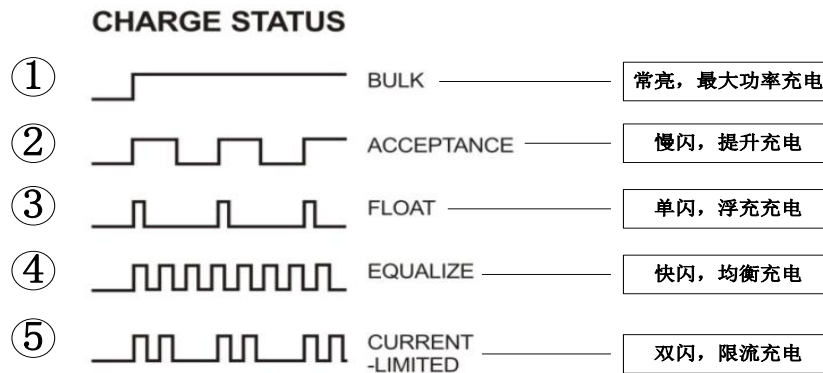 CHARGE STATUS
① BULK 常亮，最大功率充电
② ACCEPTANCE 慢闪，提升充电
③ FLOAT 单闪，浮充充电
④ EQUALIZE 快闪，均衡充电
⑤ CURRENT
-LIMITED 双闪，限流充电